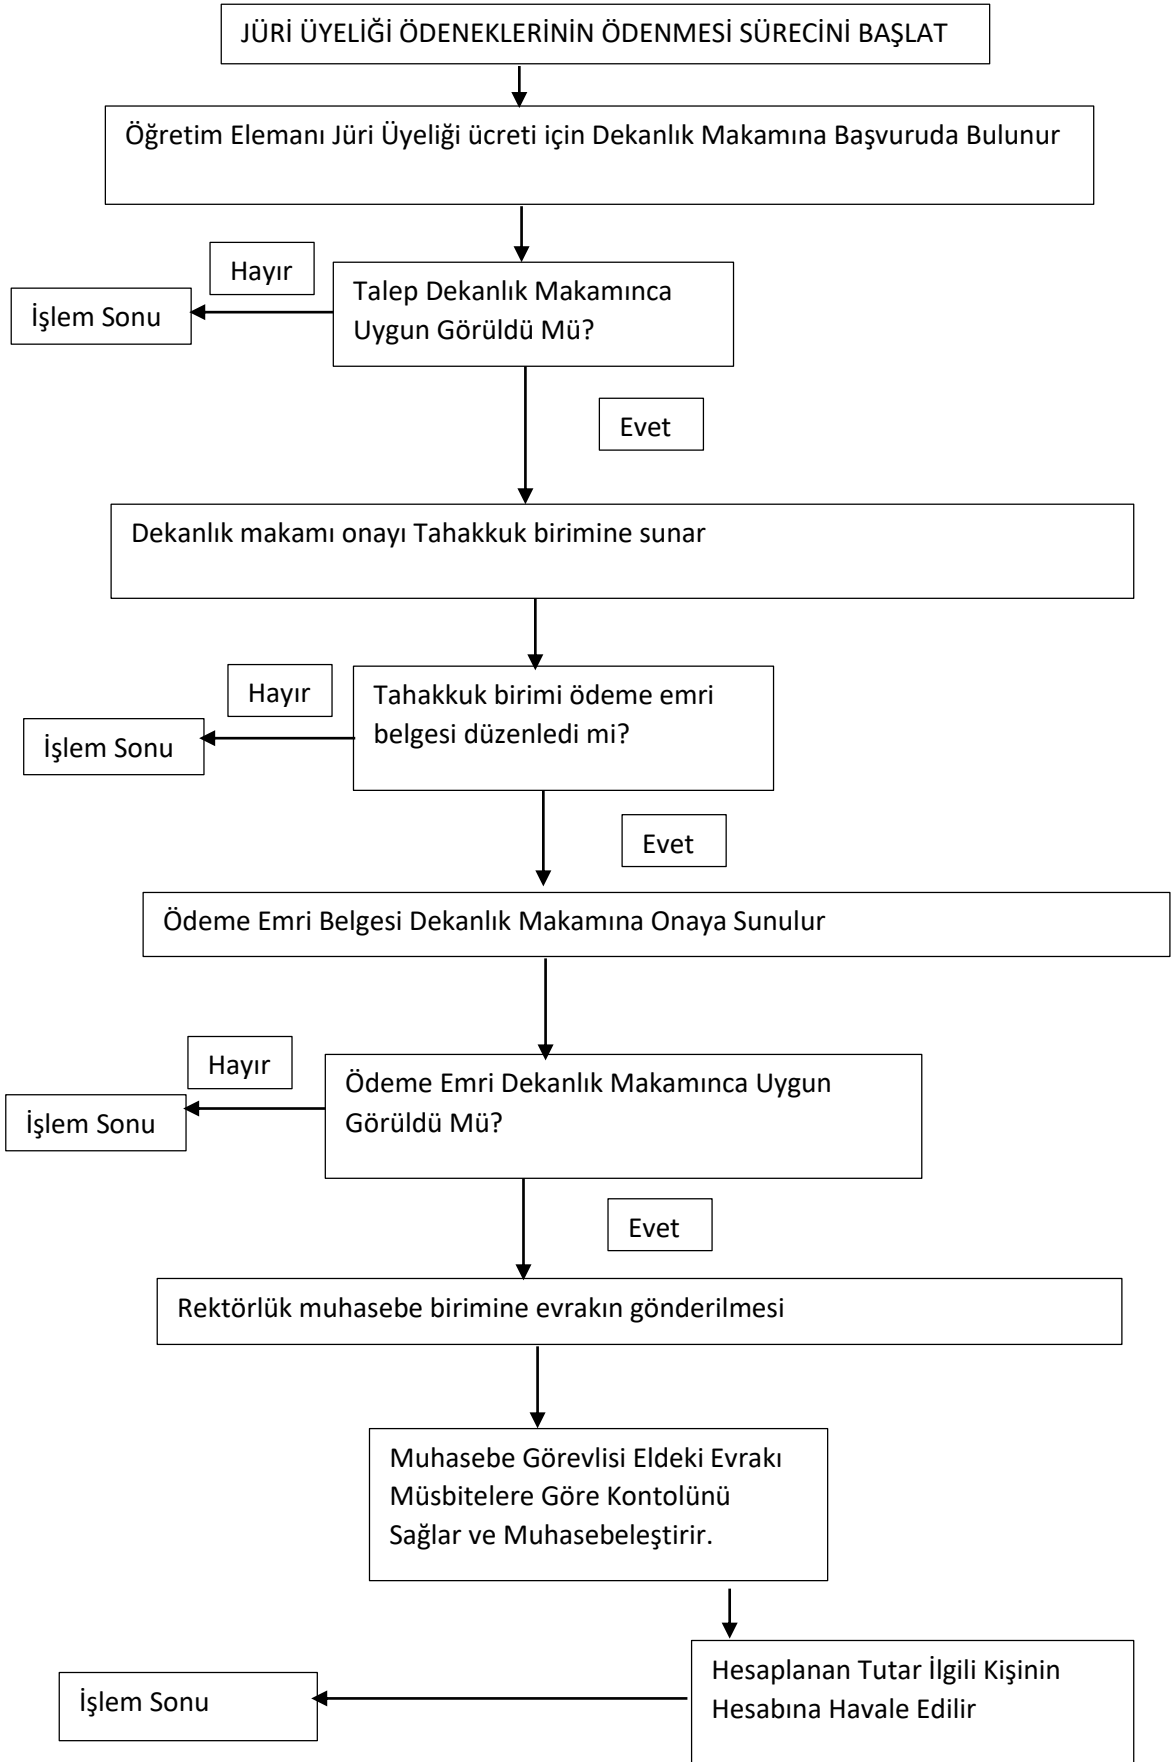 JÜRİ ÜYELİĞİ ÖDENEKLERİNİN ÖDENMESİ SÜRECİNİ BAŞLAT
Öğretim Elemanı Jüri Üyeliği ücreti için Dekanlık Makamına Başvuruda Bulunur
Hayır
Talep Dekanlık Makamınca
Uygun Görüldü Mü?
İşlem Sonu
Evet
Dekanlık makamı onayı Tahakkuk birimine sunar
Hayır
Tahakkuk birimi ödeme emri
belgesi düzenledi mi?
İşlem Sonu
Evet
Ödeme Emri Belgesi Dekanlık Makamına Onaya Sunulur
Hayır
Ödeme Emri Dekanlık Makamınca Uygun
Görüldü Mü?
İşlem Sonu
Evet
Rektörlük muhasebe birimine evrakın gönderilmesi
Muhasebe Görevlisi Eldeki Evrakı
Müsbitelere Göre Kontolünü
Sağlar ve Muhasebeleştirir.
Hesaplanan Tutar İlgili Kişinin
Hesabına Havale Edilir
İşlem Sonu